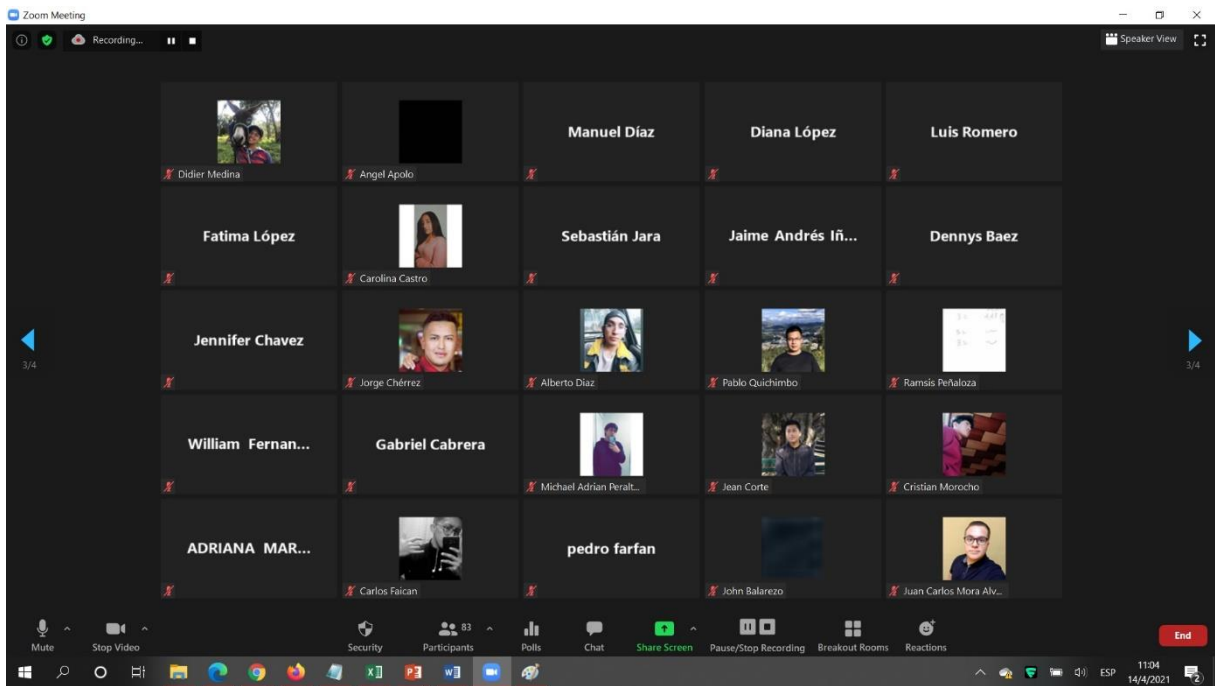 Zoom Meeting
Recording...
Speaker View
Didier Medina
Angel Apolo
Manuel Díaz
Diana López
Luis Romero
Fatima López
Carolina Castro
Sebastián Jara
Jaime Andrés Iñ...
Dennys Baez
Jennifer Chavez
Jorge Chérrez
Alberto Diaz
Pablo Quichimbo
Ramsis Peñaloza
William Fernan...
Gabriel Cabrera
Michael Adrian Peralt...
Jean Corte
Cristian Morocho
ADRIANA MAR...
Carlos Faican
pedro farfan
John Balarezo
Juan Carlos Mora Alv...
3/4
3/4
Mute
Stop Video
Security
Participants
83
Polls
Chat
Share Screen
Pause/Stop Recording
Breakout Rooms
Reactions
End
ESP
11:04
14/4/2021
2